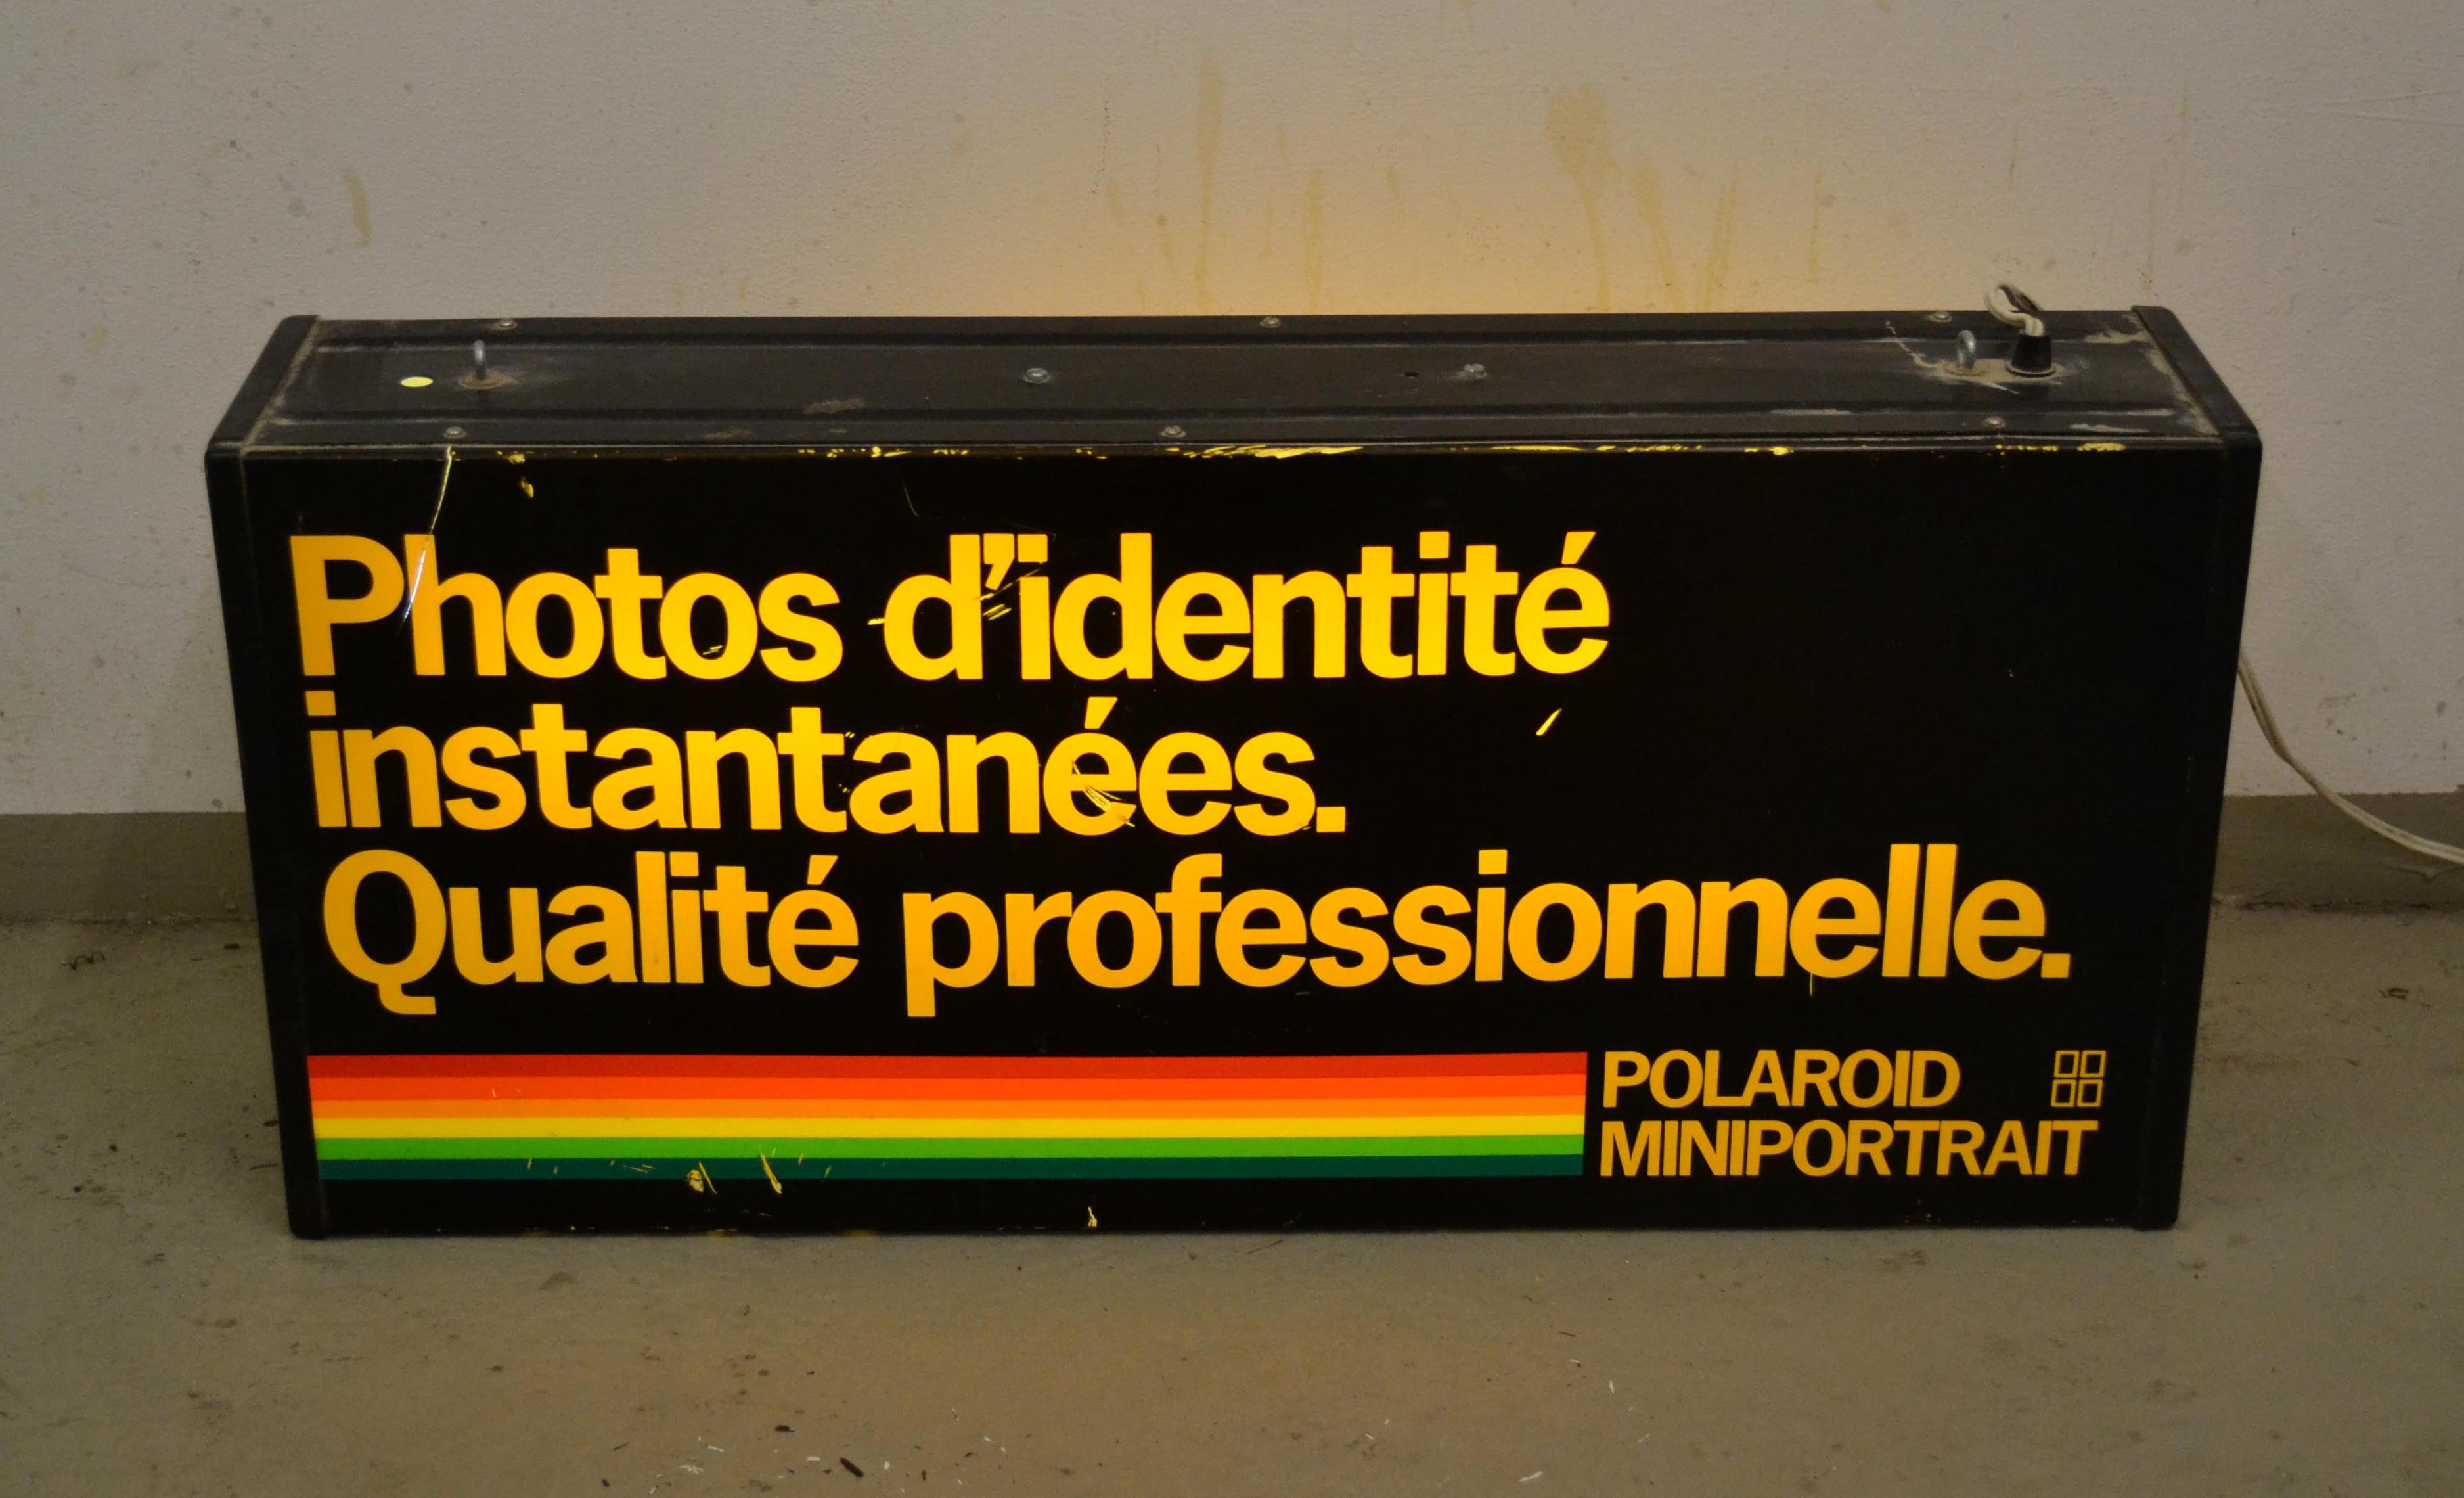 Photos d'identité
instantanées.
Qualité professionnelle.
POLAROID
MINIPORTRAIT